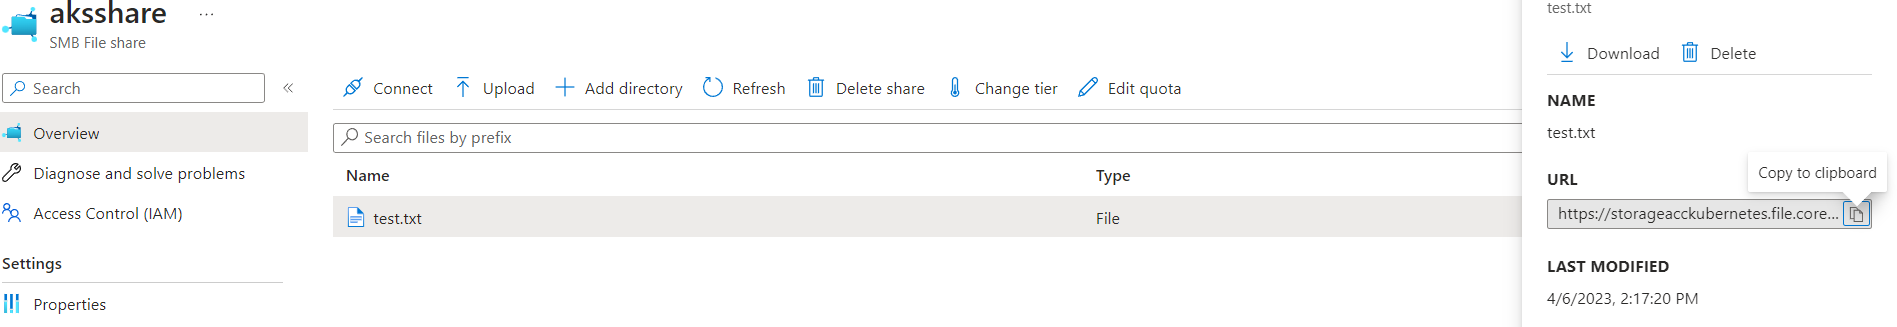 aksshare ...
SMB File share
Search «
Overview
Diagnose and solve problems
Access Control (IAM)
Settings
Properties
Connect Upload Add directory Refresh Delete share Change tier Edit quota
Search files by prefix
Name Type
test.txt File
test.txt
Download Delete
NAME
test.txt
Copy to clipboard
URL
https://storageacckubernetes.file.core...
LAST MODIFIED
4/6/2023, 2:17:20 PM